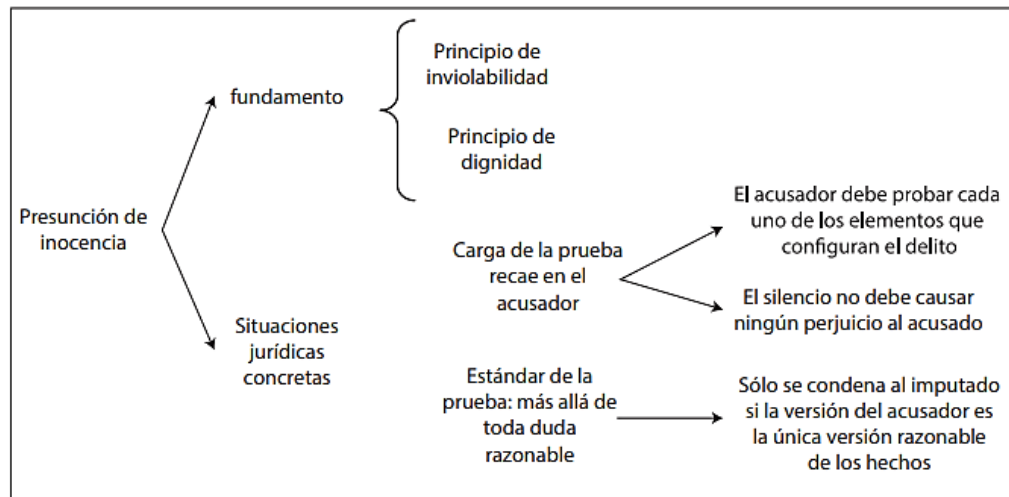 Presunción de
inocencia
fundamento
Principio de
inviolabilidad
Principio de
dignidad
Situaciones
jurídicas
concretas
Carga de la prueba
recae en el
acusador
El acusador debe probar cada
uno de los elementos que
configuran el delito
El silencio no debe causar
ningún perjuicio al acusado
Estándar de la
prueba: más allá de
toda duda
razonable
Sólo se condena al imputado
si la versión del acusador es
la única versión razonable
de los hechos